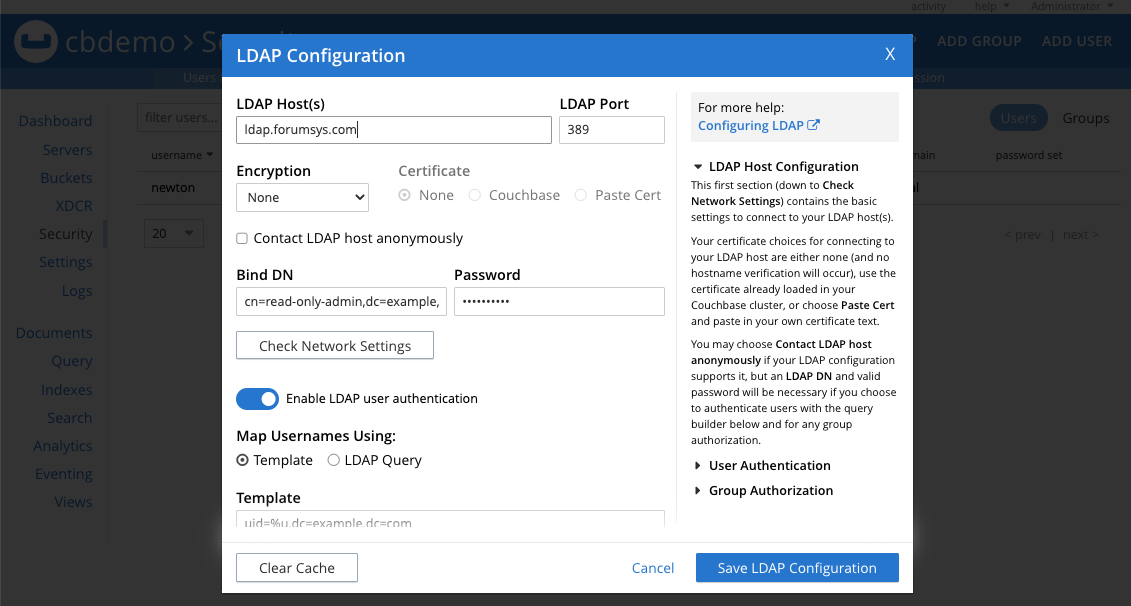 activity help Administrator
cbdemo > S
ADD GROUP ADD USER
Users
Dashboard
Servers
Buckets
XDCR
Security
Settings
Logs
Documents
Query
Indexes
Search
Analytics
Eventing
Views
filter users...
username
newton
20
Users Groups
password set
< prev | next >
LDAP Configuration X
LDAP Host(s) LDAP Port
ldap.forumsys.com 389
Encryption Certificate
None None Couchbase Paste Cert
Contact LDAP host anonymously
Bind DN Password
cn=read-only-admin,dc=example, ••••••••••
Check Network Settings
Enable LDAP user authentication
Map Usernames Using:
Template LDAP Query
Template
uid=%u,dc=example,dc=com
For more help:
Configuring LDAP
LDAP Host Configuration
This first section (down to Check
Network Settings) contains the basic
settings to connect to your LDAP host(s).
Your certificate choices for connecting to
your LDAP host are either none (and no
hostname verification will occur), use the
certificate already loaded in your
Couchbase cluster, or choose Paste Cert
and paste in your own certificate text.
You may choose Contact LDAP host
anonymously if your LDAP configuration
supports it, but an LDAP DN and valid
password will be necessary if you choose
to authenticate users with the query
builder below and for any group
authorization.
User Authentication
Group Authorization
Clear Cache Cancel Save LDAP Configuration